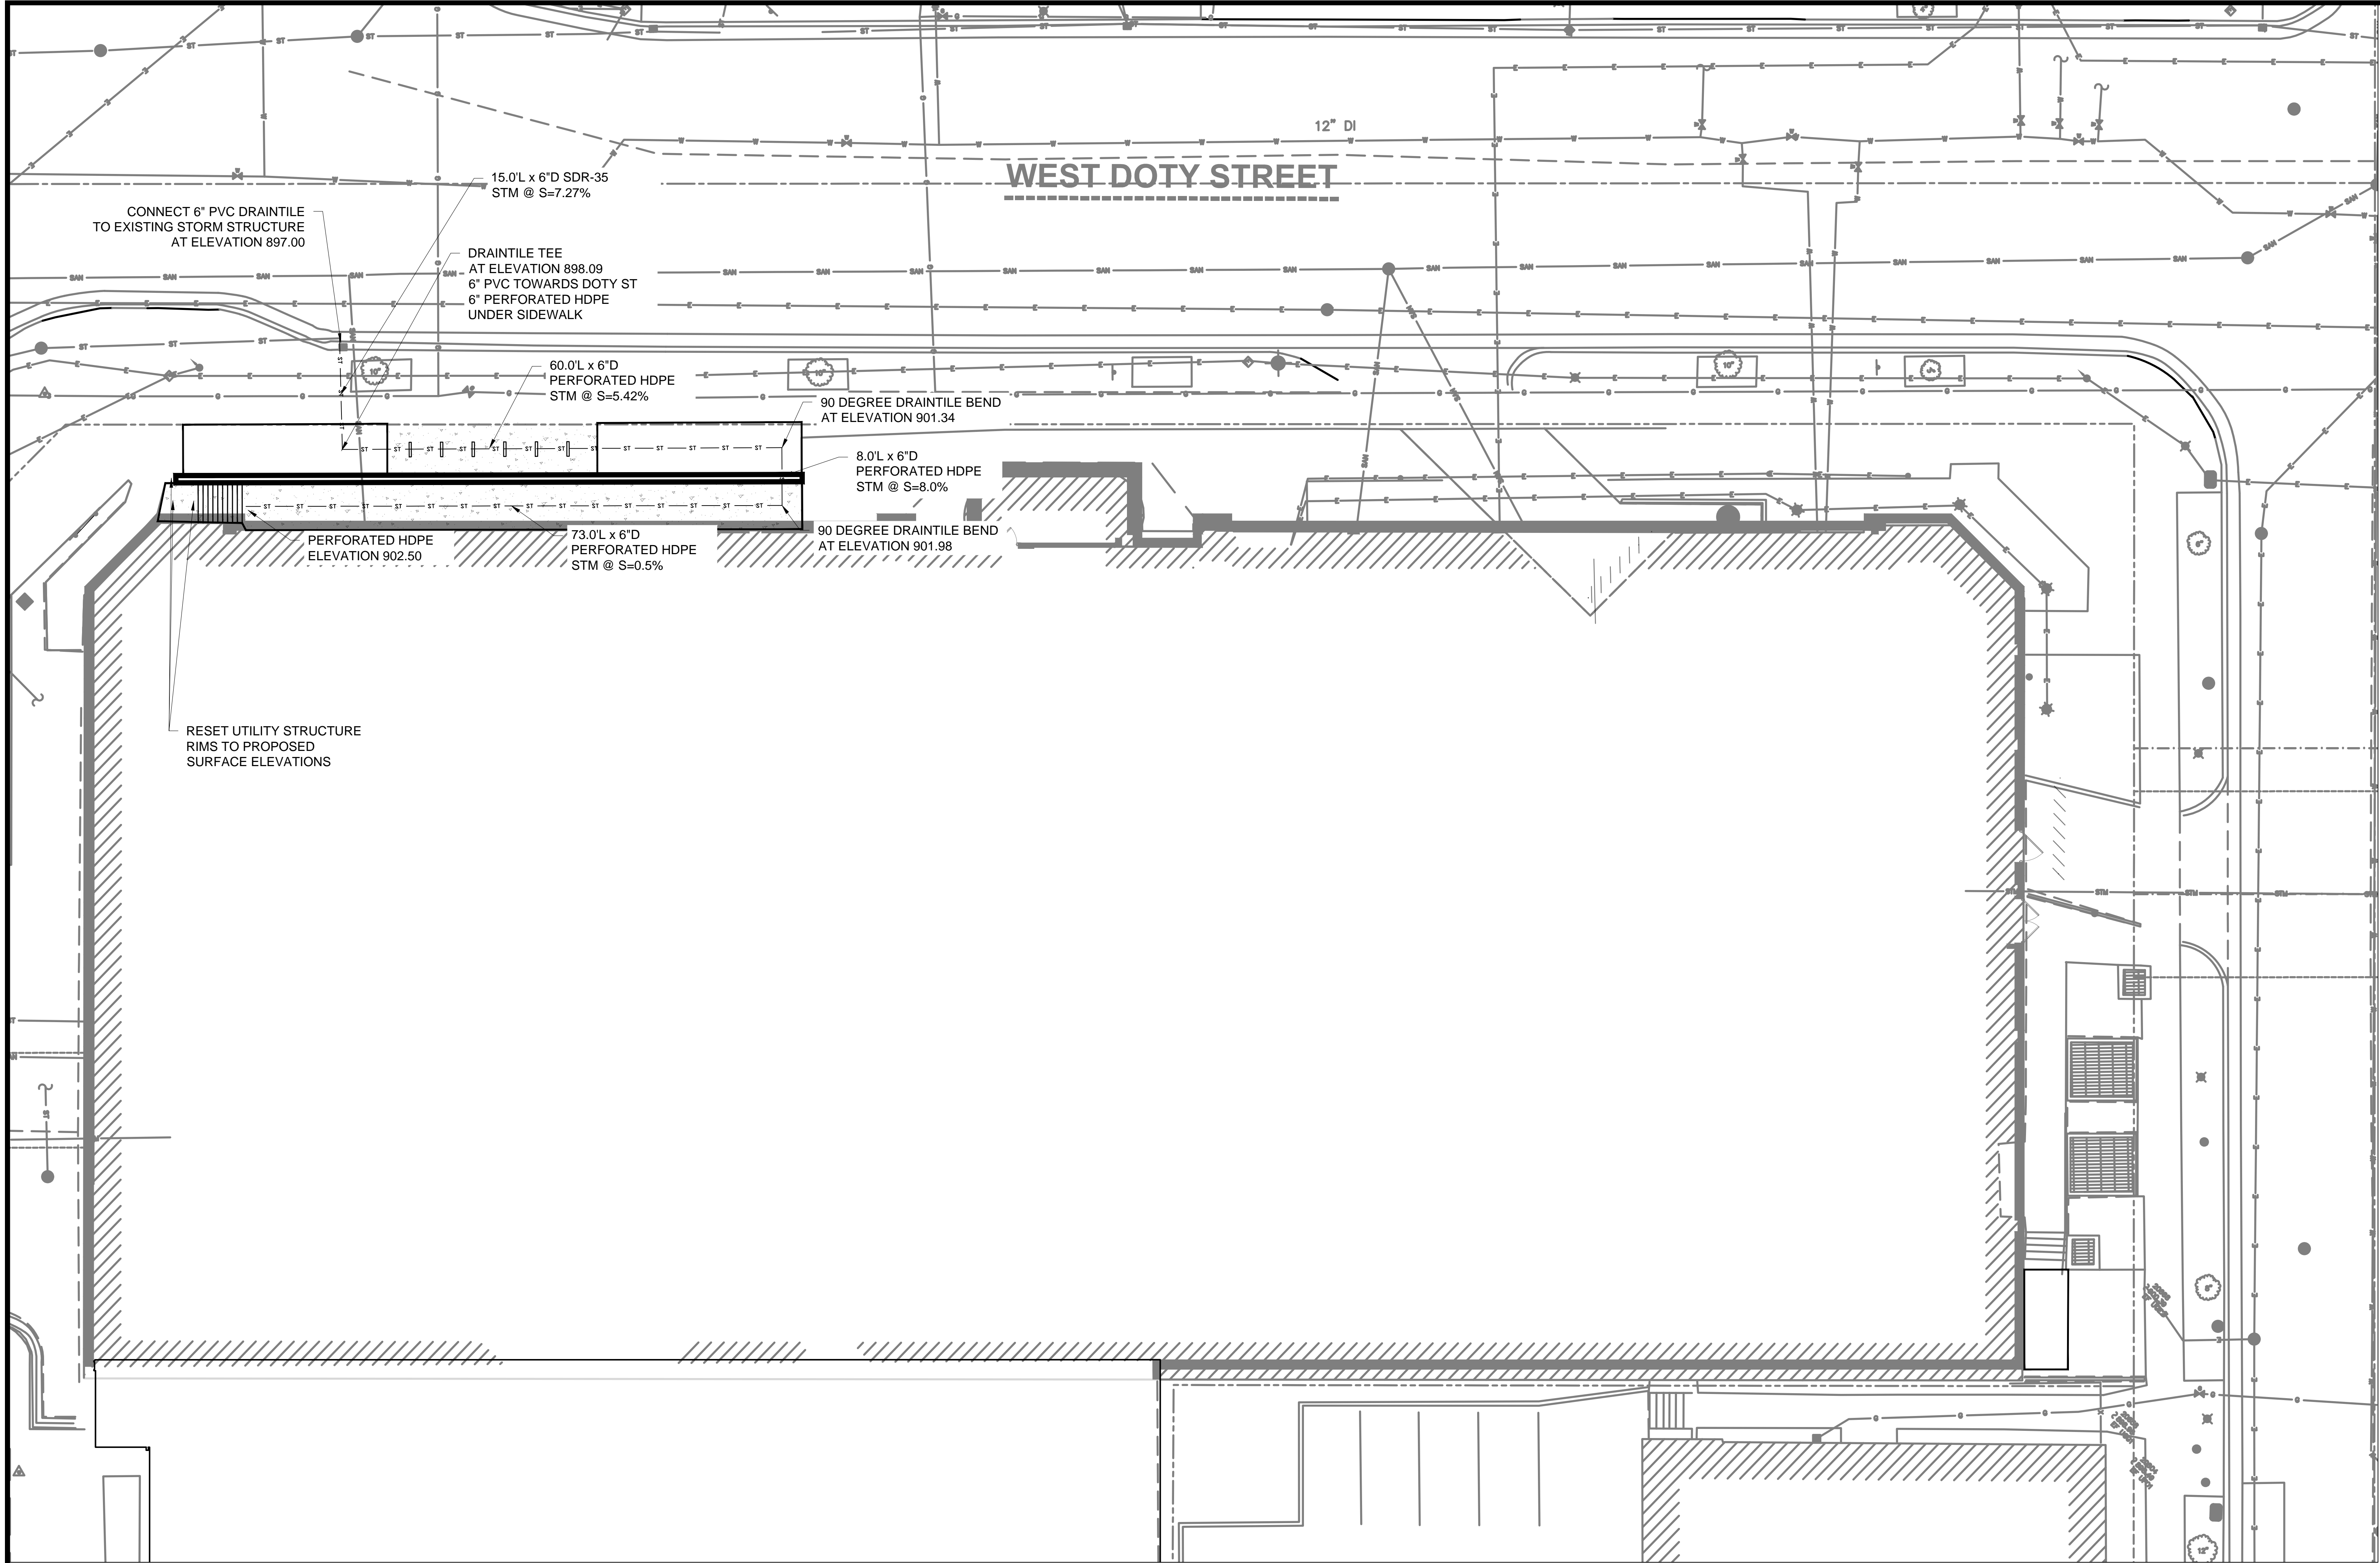 12" DI
WEST DOTY STREET
15.0'L x 6"D SDR-35
STM @ S=7.27%
CONNECT 6" PVC DRAINTILE
TO EXISTING STORM STRUCTURE
AT ELEVATION 897.00
DRAINTILE TEE
AT ELEVATION 898.09
6" PVC TOWARDS DOTY ST
6" PERFORATED HDPE
UNDER SIDEWALK
60.0'L x 6"D
PERFORATED HDPE
STM @ S=5.42%
90 DEGREE DRAINTILE BEND
AT ELEVATION 901.34
8.0'L x 6"D
PERFORATED HDPE
STM @ S=8.0%
90 DEGREE DRAINTILE BEND
AT ELEVATION 901.98
PERFORATED HDPE
ELEVATION 902.50
73.0'L x 6"D
PERFORATED HDPE
STM @ S=0.5%
RESET UTILITY STRUCTURE
RIMS TO PROPOSED
SURFACE ELEVATIONS
10"
10"
10"
12"